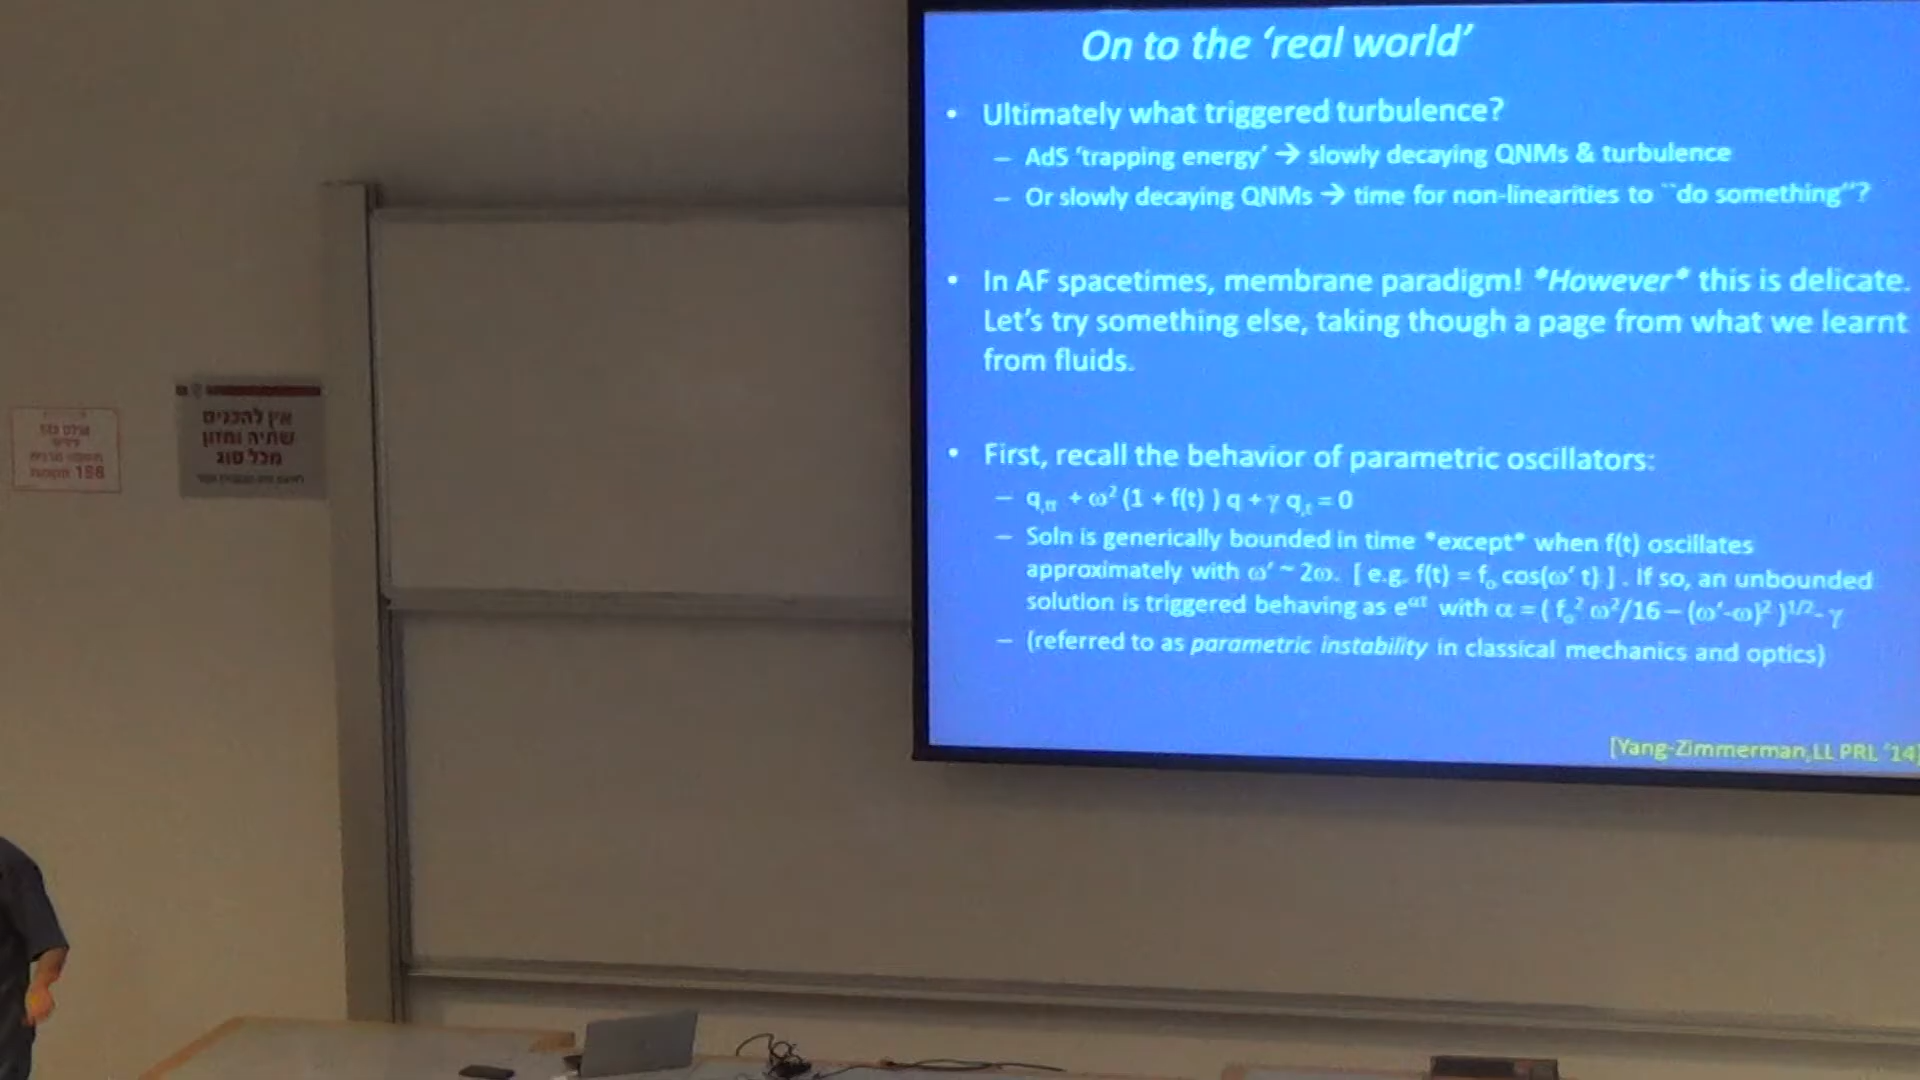 On to the ‘real world’
• Ultimately what triggered turbulence?
– AdS ‘trapping energy’ → slowly decaying QNMs & turbulence
– Or slowly decaying QNMs → time for non-linearities to ``do something”?
• In AF spacetimes, membrane paradigm! *However* this is delicate.
Let’s try something else, taking though a page from what we learnt
from fluids.
• First, recall the behavior of parametric oscillators:
– q,tt + ω² (1 + f(t) ) q + γ q,t = 0
– Soln is generically bounded in time *except* when f(t) oscillates
approximately with ω’ ~ 2ω. [ e.g. f(t) = fₒ cos(ω’ t) ] . If so, an unbounded
solution is triggered behaving as e^αt with α = ( fₒ² ω²/16 – (ω’-ω)² )^1/2 - γ
– (referred to as parametric instability in classical mechanics and optics)
[Yang-Zimmerman,LL PRL ‘14]
אין להכניס
שתיה ומזון
מכל סוג
198 מקומות